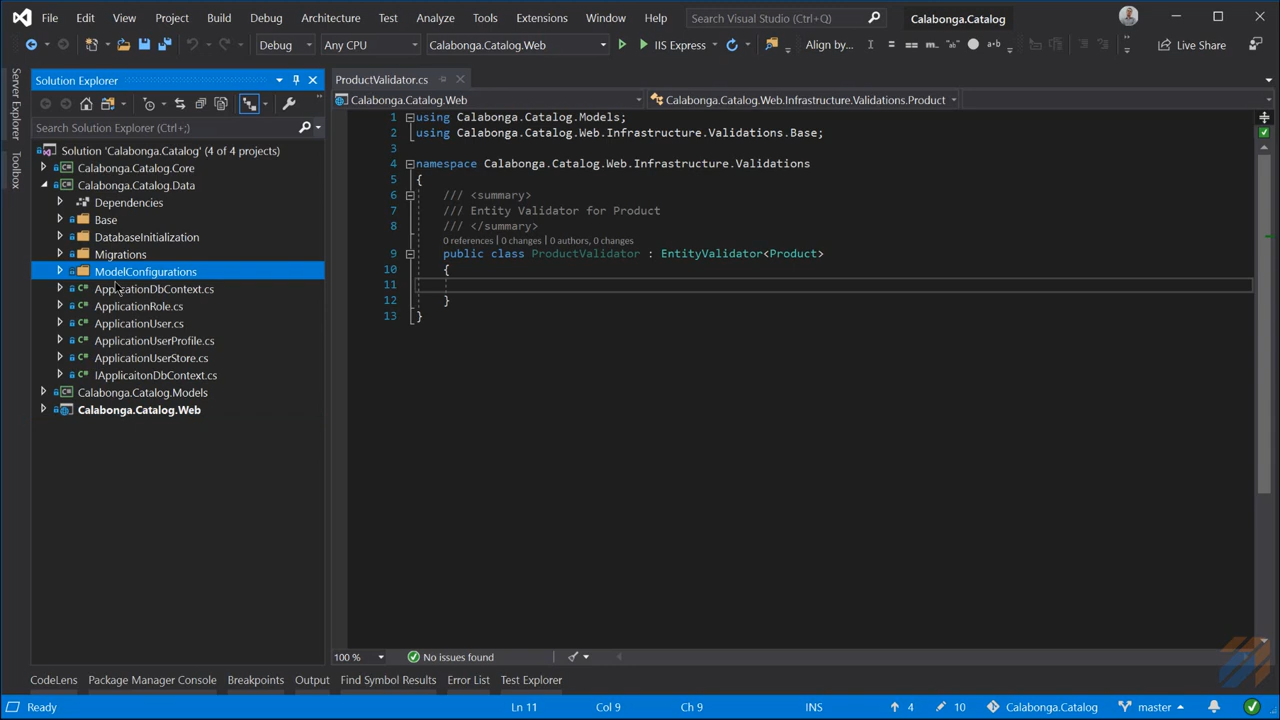 File Edit View Project Build Debug Architecture Test Analyze Tools Extensions Window Help Search Visual Studio (Ctrl+Q) Calabonga.Catalog
Debug Any CPU Calabonga.Catalog.Web IIS Express Align by... = == m.. "ab" a•b Live Share
Server Explorer
Toolbox
Solution Explorer
Search Solution Explorer (Ctrl+;)
Solution 'Calabonga.Catalog' (4 of 4 projects)
Calabonga.Catalog.Core
Calabonga.Catalog.Data
Dependencies
Base
DatabaseInitialization
Migrations
ModelConfigurations
ApplicationDbContext.cs
ApplicationRole.cs
ApplicationUser.cs
ApplicationUserProfile.cs
ApplicationUserStore.cs
IApplicaitonDbContext.cs
Calabonga.Catalog.Models
Calabonga.Catalog.Web
ProductValidator.cs
Calabonga.Catalog.Web Calabonga.Catalog.Web.Infrastructure.Validations.Product
1 using Calabonga.Catalog.Models;
2 using Calabonga.Catalog.Web.Infrastructure.Validations.Base;
3
4 namespace Calabonga.Catalog.Web.Infrastructure.Validations
5 {
6 /// <summary>
7 /// Entity Validator for Product
8 /// </summary>
0 references | 0 changes | 0 authors, 0 changes
9 public class ProductValidator : EntityValidator<Product>
10 {
11
12 }
13 }
100 % No issues found
CodeLens Package Manager Console Breakpoints Output Find Symbol Results Error List Test Explorer
Ready Ln 11 Col 9 Ch 9 INS 4 10 Calabonga.Catalog master